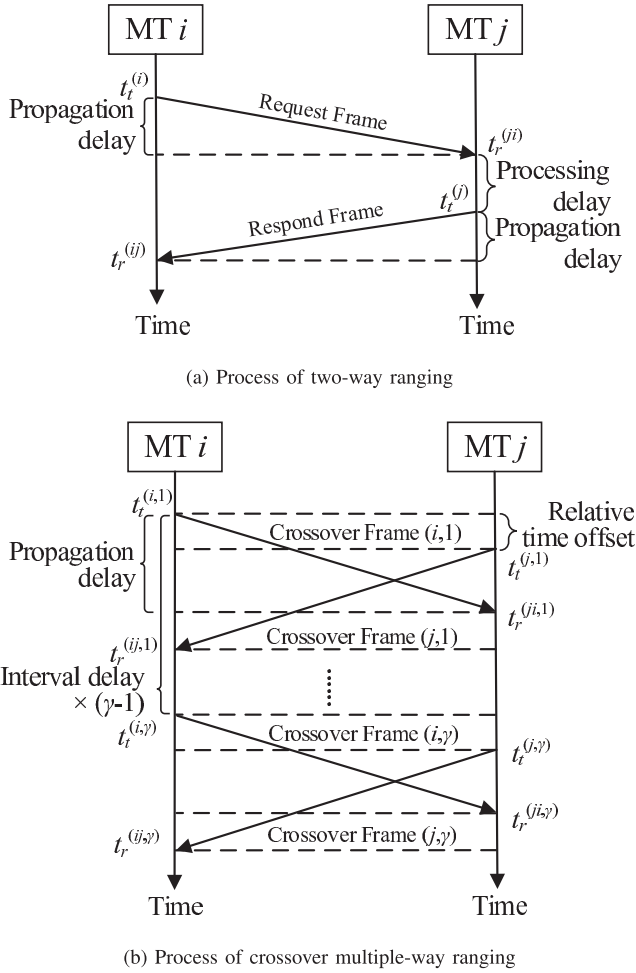 MT i
MT j
t_t^(i)
Propagation
delay
Request Frame
t_r^(ji)
Processing
delay
t_t^(j)
Respond Frame
Propagation
delay
t_r^(ij)
Time
Time
(a) Process of two-way ranging
MT i
MT j
t_t^(i,1)
Relative
time offset
Crossover Frame (i,1)
Propagation
delay
t_t^(j,1)
t_r^(ji,1)
t_r^(ij,1)
Crossover Frame (j,1)
Interval delay
× (γ-1)
t_t^(i,γ)
Crossover Frame (i,γ)
t_t^(j,γ)
t_r^(ji,γ)
t_r^(ij,γ)
Crossover Frame (j,γ)
Time
Time
(b) Process of crossover multiple-way ranging